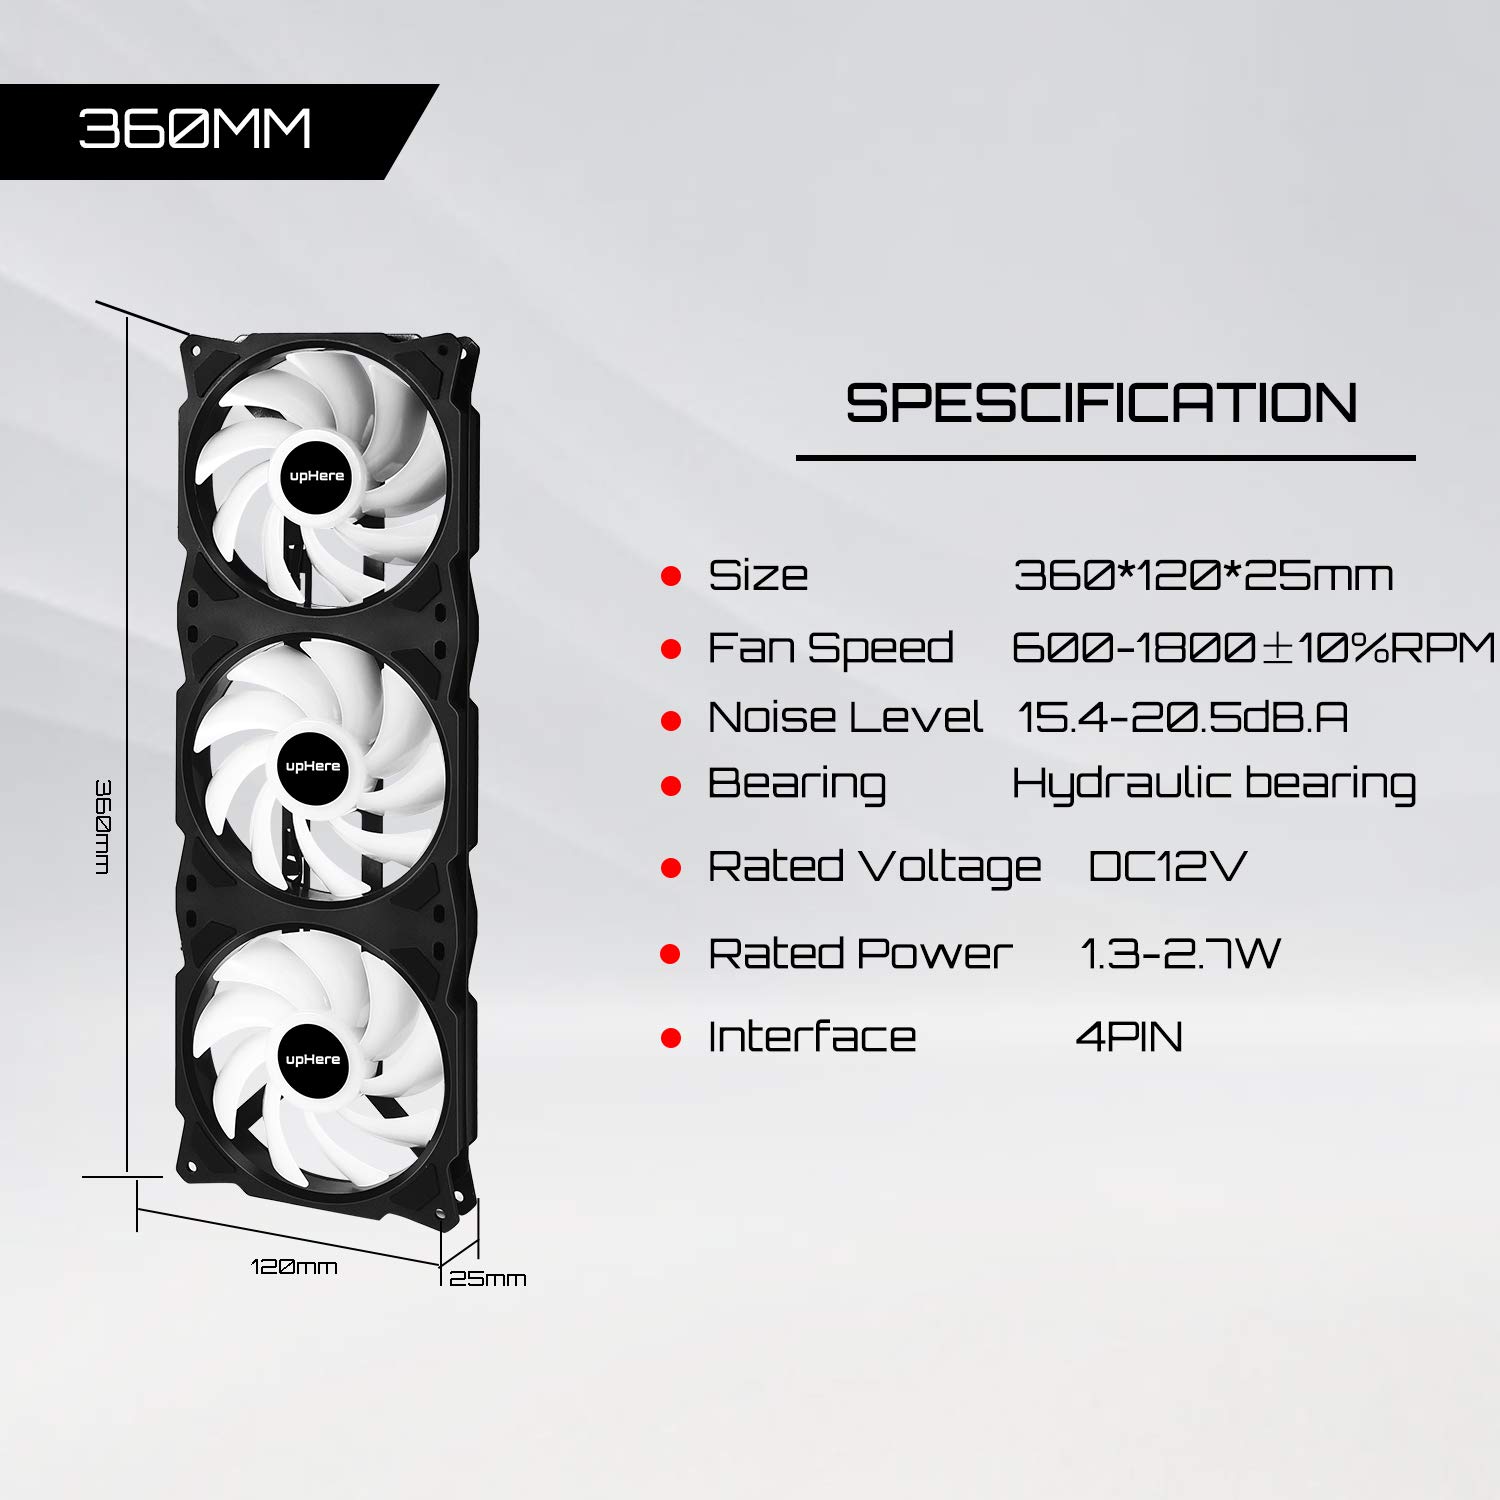 360MM
upHere
upHere
upHere
360mm
120mm
25mm
SPESCIFICATION
Size 360*120*25mm
Fan Speed 600-1800±10%RPM
Noise Level 15.4-20.5dB.A
Bearing Hydraulic bearing
Rated Voltage DC12V
Rated Power 1.3-2.7W
Interface 4PIN